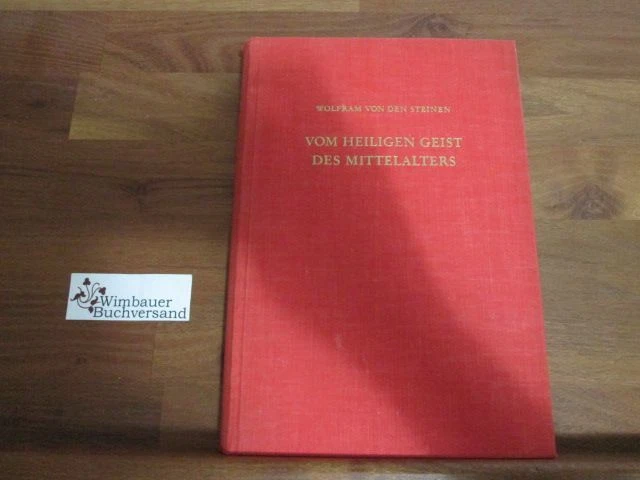 WOLFRAM VON DEN STEINEN
VOM HEILIGEN GEIST
DES MITTELALTERS
Wimbauer
Buchversand